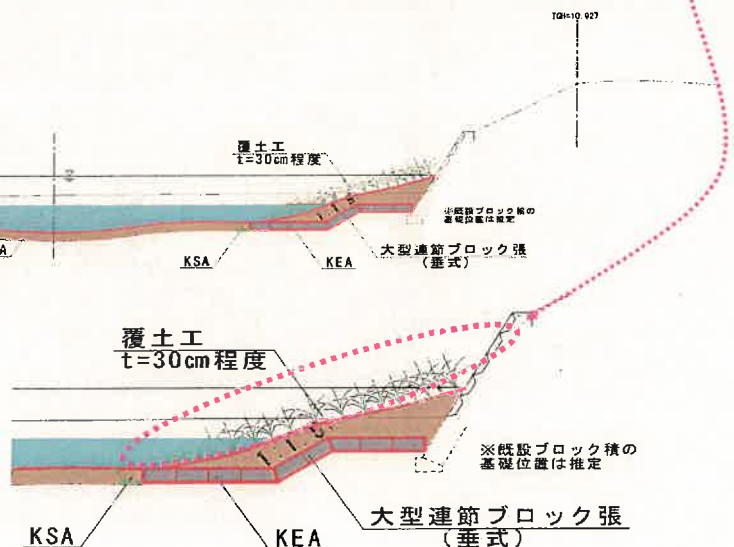 TGH=10.927
覆土工
t=30cm程度
1:1.5
※既設ブロック積の
基礎位置は推定
A
KSA
KEA
大型連節ブロック張
(垂式)
覆土工
t=30cm程度
1:1.5
※既設ブロック積の
基礎位置は推定
KSA
KEA
大型連節ブロック張
(垂式)